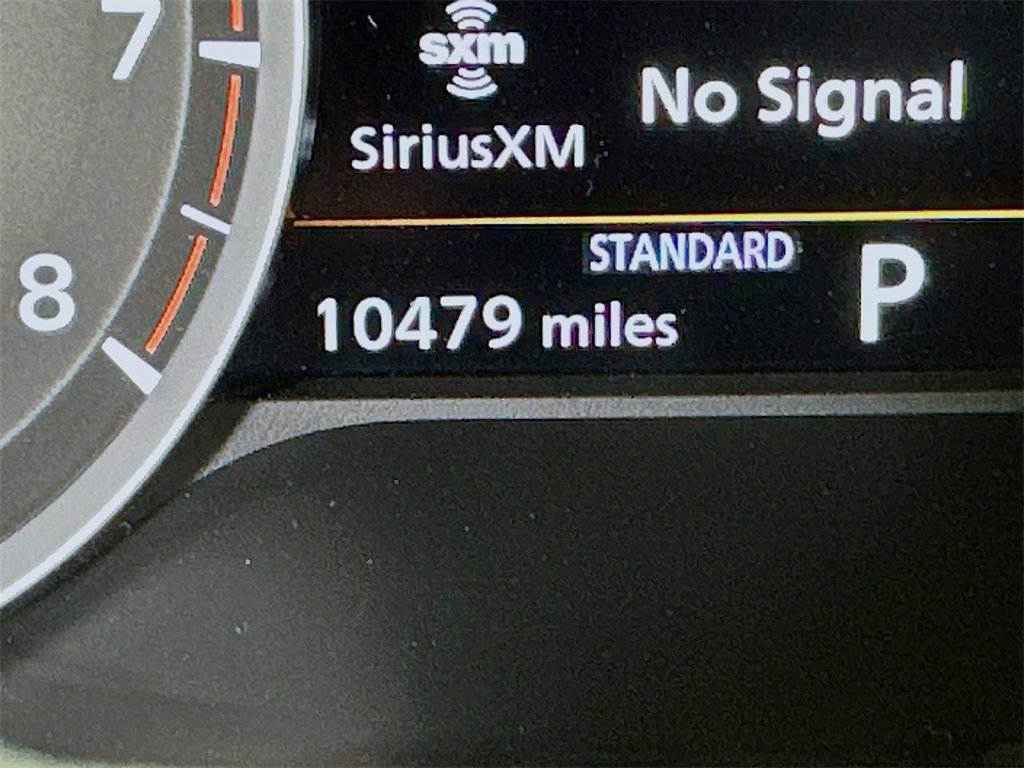 7
sxm
No Signal
SiriusXM
STANDARD
P
8
10479 miles